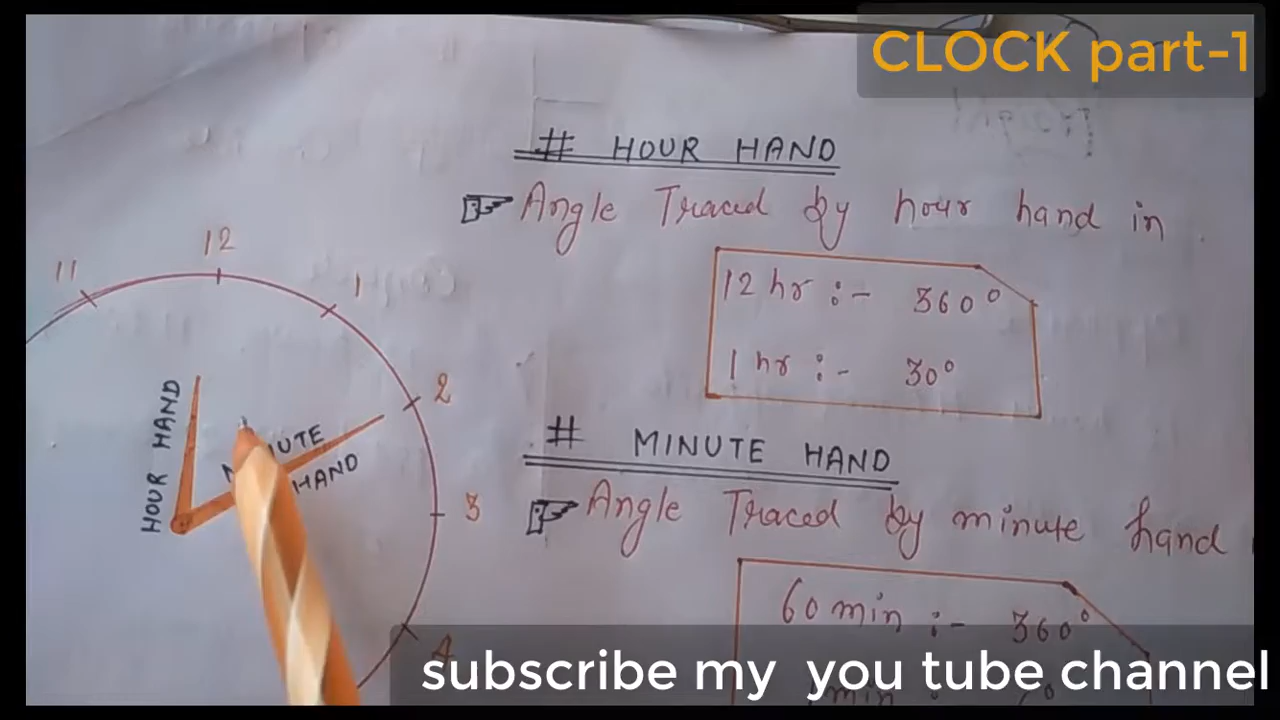 CLOCK part-1
# HOUR HAND
Angle Traced by hour hand in
12 hr :- 360°
1 hr :- 30°
# MINUTE HAND
Angle Traced by minute hand
60 min :- 360°
min :-
12
11
1
2
3
4
HOUR HAND
HAND
subscribe my you tube channel